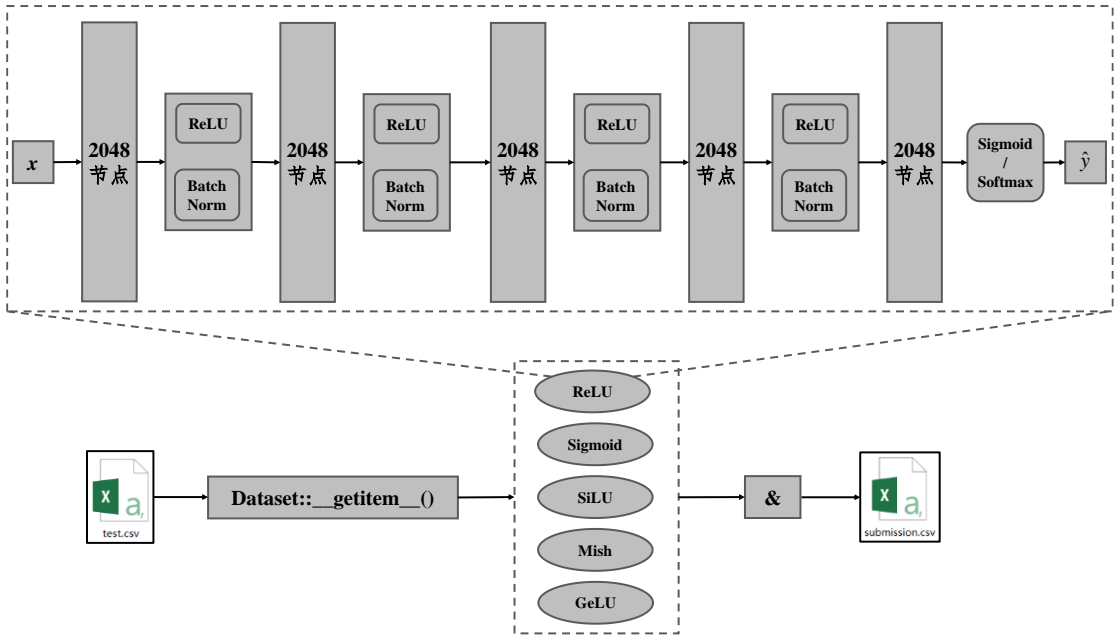 x
2048
节点
ReLU
Batch
Norm
2048
节点
ReLU
Batch
Norm
2048
节点
ReLU
Batch
Norm
2048
节点
ReLU
Batch
Norm
2048
节点
Sigmoid
/
Softmax
ŷ
ReLU
Sigmoid
SiLU
Mish
GeLU
X
a,
test.csv
Dataset::__getitem__()
&
X
a,
submission.csv